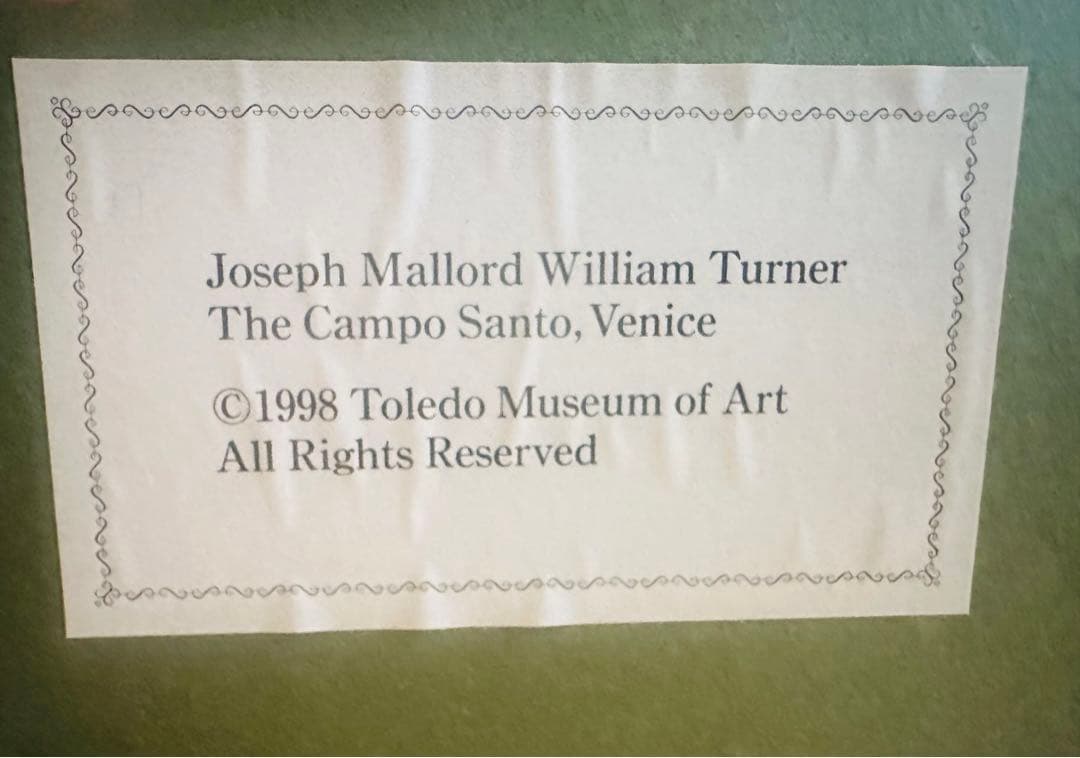 Joseph Mallord William Turner
The Campo Santo, Venice
©1998 Toledo Museum of Art
All Rights Reserved